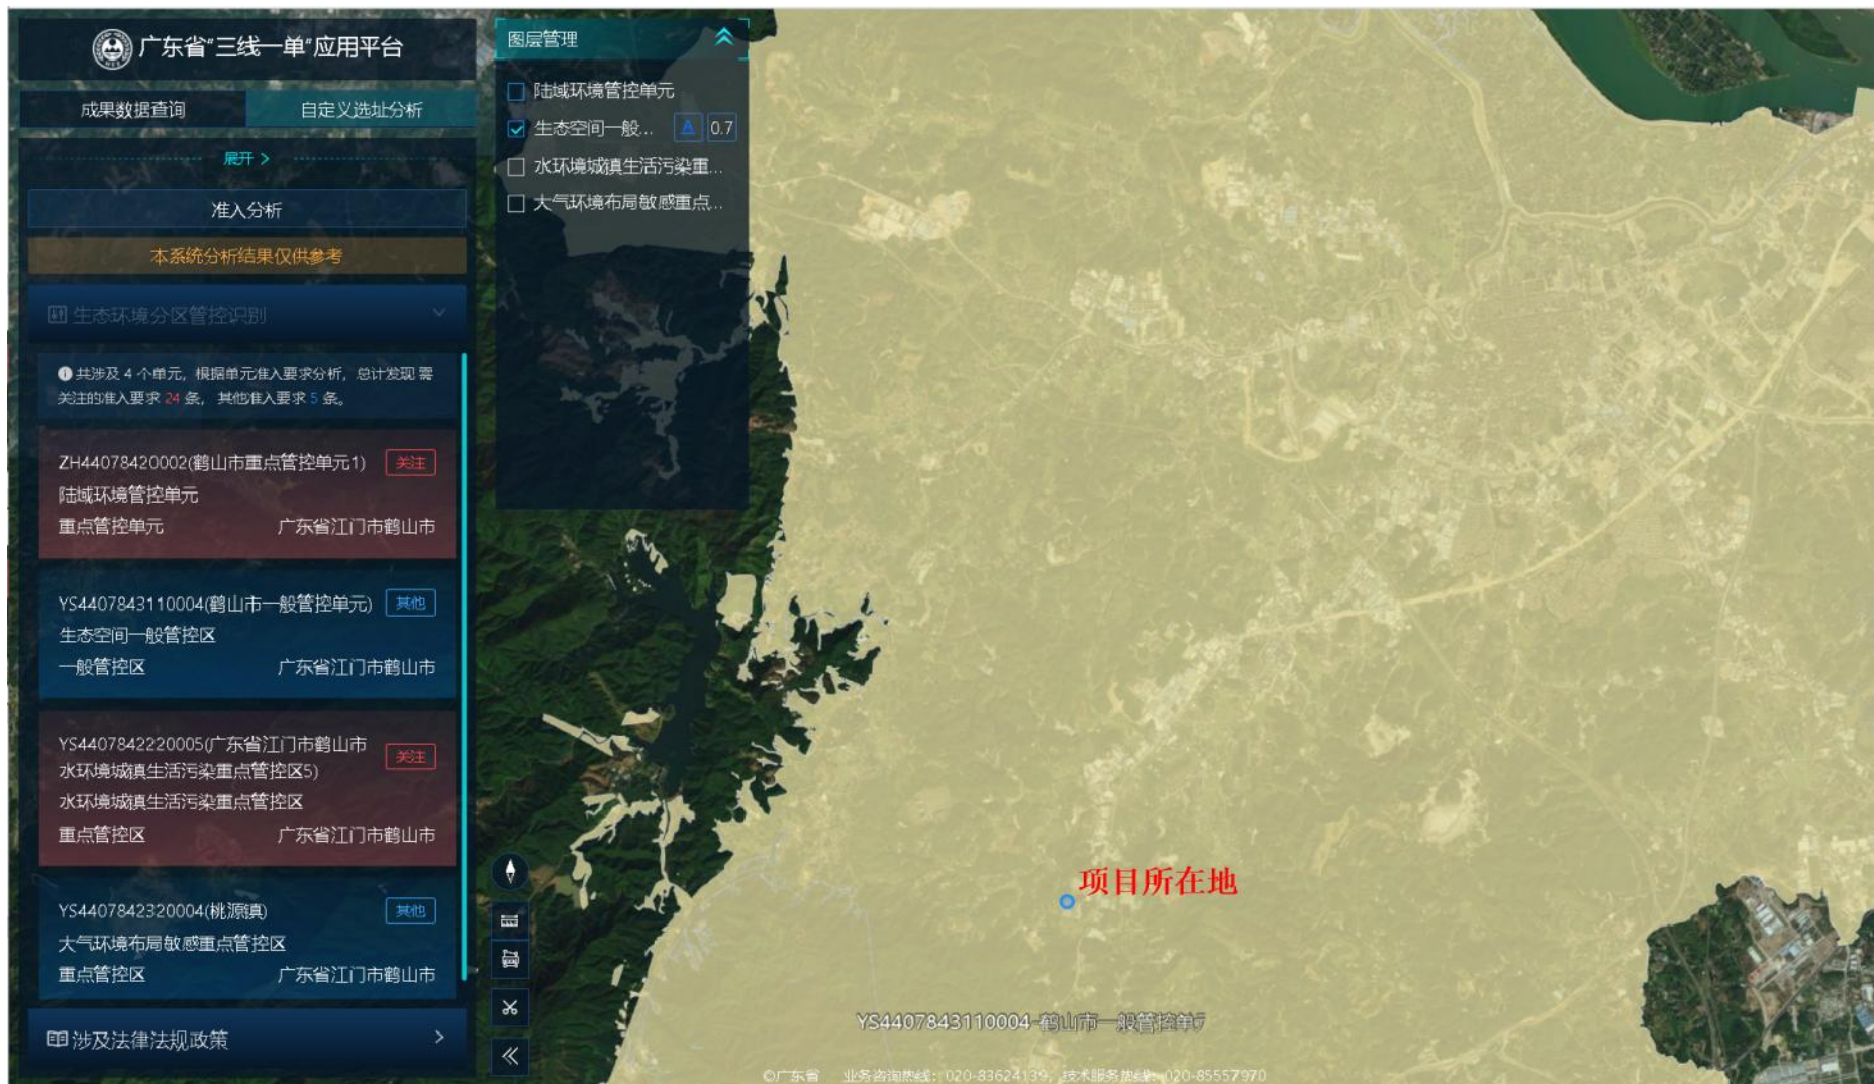 广东省“三线一单”应用平台
成果数据查询
自定义选址分析
展开 >
准入分析
本系统分析结果仅供参考
生态环境分区管控识别
共涉及 4 个单元, 根据单元准入要求分析, 总计发现 需
关注的准入要求 24 条, 其他准入要求 5 条。
ZH44078420002(鹤山市重点管控单元1)
关注
陆域环境管控单元
重点管控单元
广东省江门市鹤山市
YS4407843110004(鹤山市一般管控单元)
其他
生态空间一般管控区
一般管控区
广东省江门市鹤山市
YS4407842220005(广东省江门市鹤山市
水环境城镇生活污染重点管控区5)
关注
水环境城镇生活污染重点管控区
重点管控区
广东省江门市鹤山市
YS4407842320004(桃源镇)
其他
大气环境布局敏感重点管控区
重点管控区
广东省江门市鹤山市
涉及法律法规政策
图层管理
陆域环境管控单元
生态空间一般...
0.7
水环境城镇生活污染重...
大气环境布局敏感重点...
项目所在地
YS4407843110004-鹤山市一般管控单元
©广东省
业务咨询热线: 020-83624139, 技术服务热线: 020-85557970